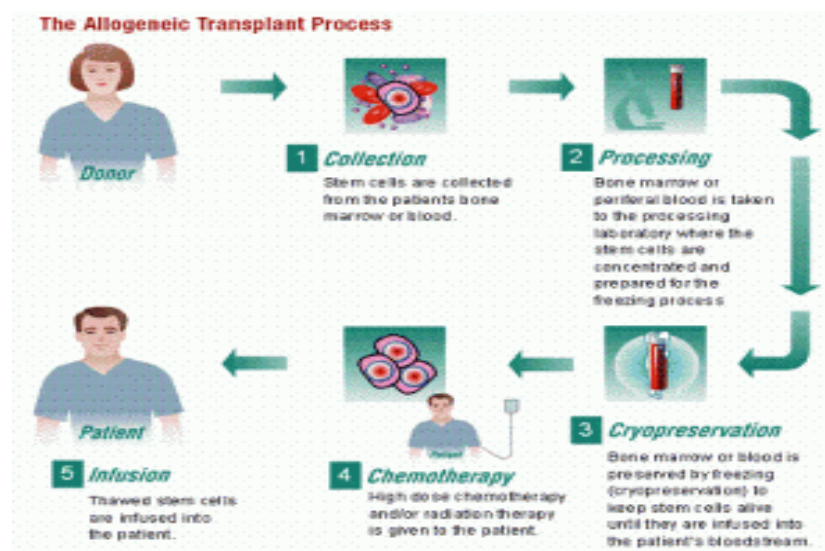 The Allogeneic Transplant Process
Donor
1 Collection
Stem cells are collected
from the patients bone
marrow or blood.
2 Processing
Bone marrow or
periferal blood is taken
to the processing
laboratory where the
stem cells are
concentrated and
prepared for the
freezing process
3 Cryopreservation
Bone marrow or blood is
preserved by freezing
(cryopreservation) to
keep stem cells alive
until they are infused into
the patient's bloodstream.
Patient
4 Chemotherapy
High dose chemotherapy
and/or radiation therapy
is given to the patient.
Patient
5 Infusion
Thawed stem cells
are infused into
the patient.